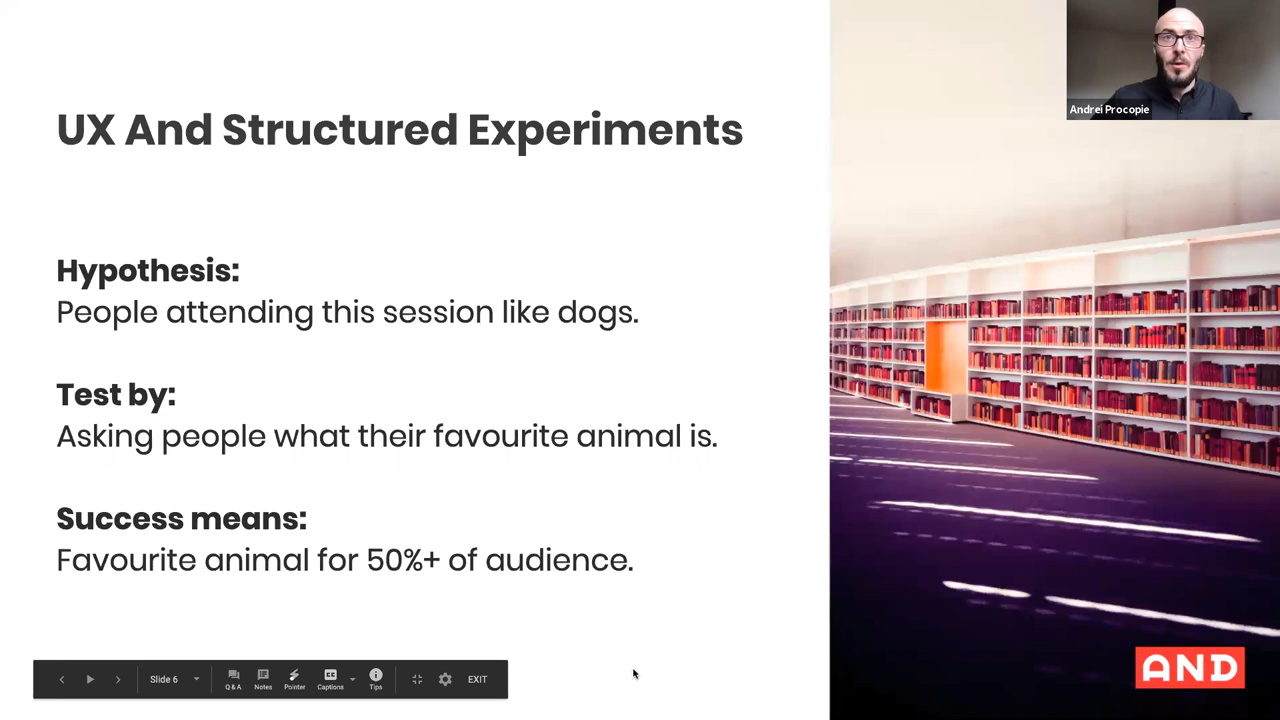 UX And Structured Experiments
Hypothesis:
People attending this session like dogs.
Test by:
Asking people what their favourite animal is.
Success means:
Favourite animal for 50%+ of audience.
Andrei Procopie
Slide 6
Q & A
Notes
Pointer
CC
Captions
Tips
EXIT
AND